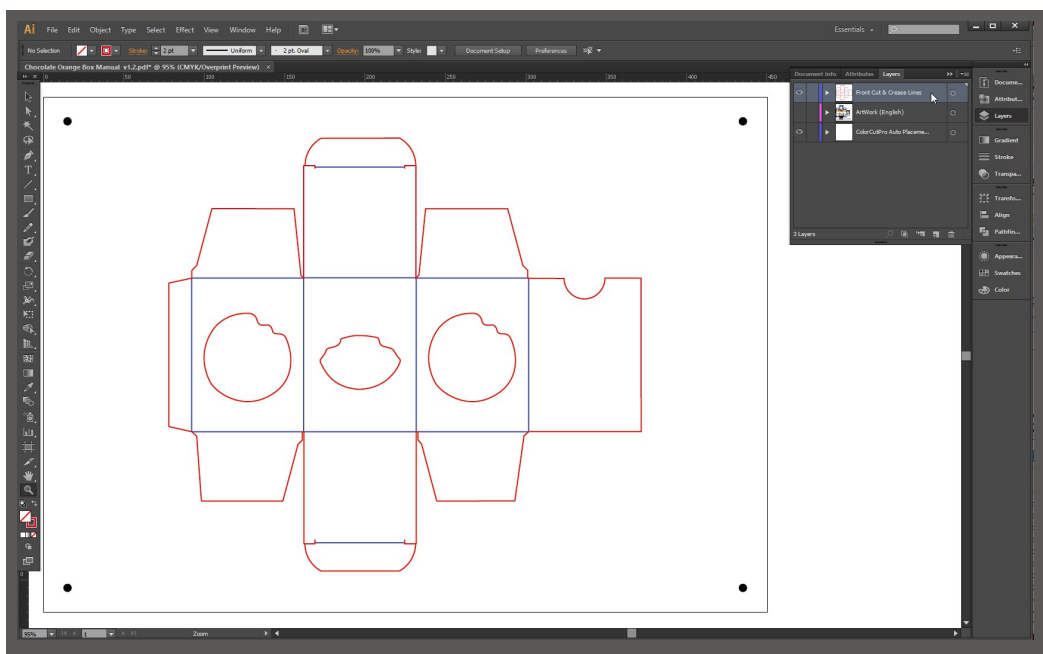 Ai File Edit Object Type Select Effect View Window Help
Essentials
No Selection Stroke: 2 pt Uniform 2 pt. Oval Opacity: 100% Style: Document Setup Preferences
Chocolate Orange Box Manual v1.2.pdf* @ 95% (CMYK/Overprint Preview) ×
0 50 100 150 200 250 300 350 400 450
Document Info Attributes Layers
Front Cut & Crease Lines
ArtWork (English)
ColorCutPro Auto Placeme...
3 Layers
Docume...
Attribut...
Layers
Gradient
Stroke
Transpa...
Transfo...
Align
Pathfin...
Appeara...
Swatches
Color
95% 1 Zoom